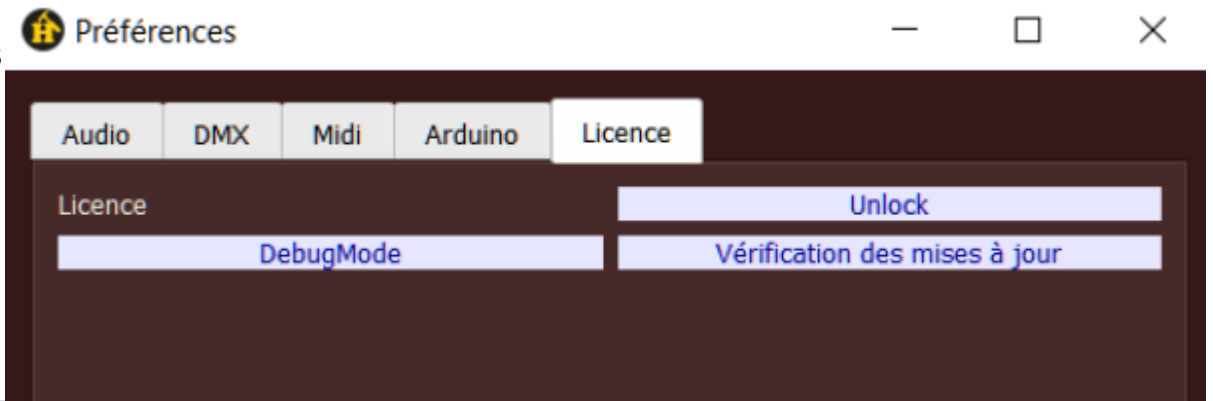 Préférences
Audio DMX Midi Arduino Licence
Licence Unlock
DebugMode Vérification des mises à jour